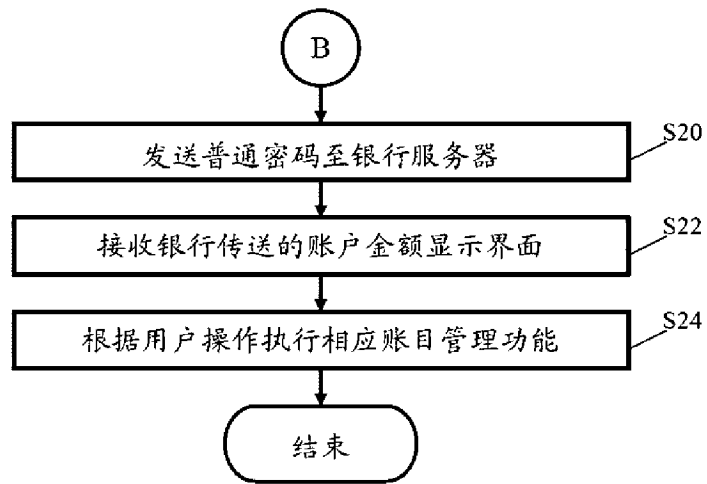 B
发送普通密码至银行服务器
S20
接收银行传送的账户金额显示界面
S22
根据用户操作执行相应账目管理功能
S24
结束